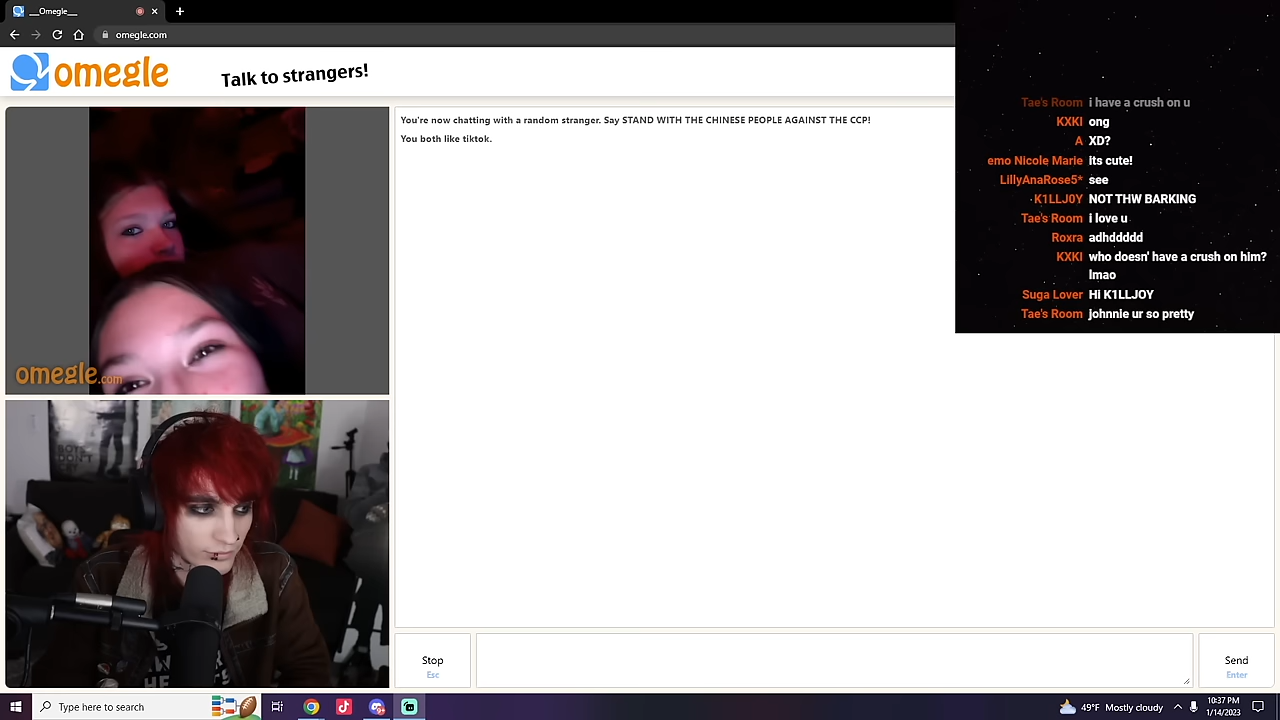 __Omegle__
omegle.com
omegle
Talk to strangers!
You're now chatting with a random stranger. Say STAND WITH THE CHINESE PEOPLE AGAINST THE CCP!
You both like tiktok.
Tae's Room i have a crush on u
KXKI ong
A XD?
emo Nicole Marie its cute!
LillyAnaRose5* see
K1LLJ0Y NOT THW BARKING
Tae's Room i love u
Roxra adhddddd
KXKI who doesn' have a crush on him?
lmao
Suga Lover Hi K1LLJOY
Tae's Room johnnie ur so pretty
omegle.com
Stop
Esc
Send
Enter
Type here to search
49°F Mostly cloudy
10:37 PM
1/14/2023